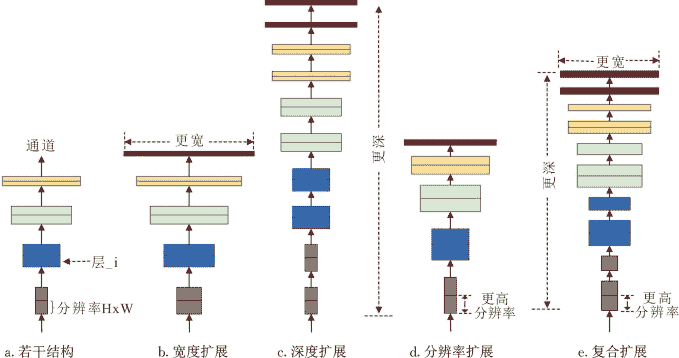 通道
更宽
更深
更宽
更深
层_i
分辨率HxW
更高
分辨率
更高
分辨率
a. 若干结构
b. 宽度扩展
c. 深度扩展
d. 分辨率扩展
e. 复合扩展